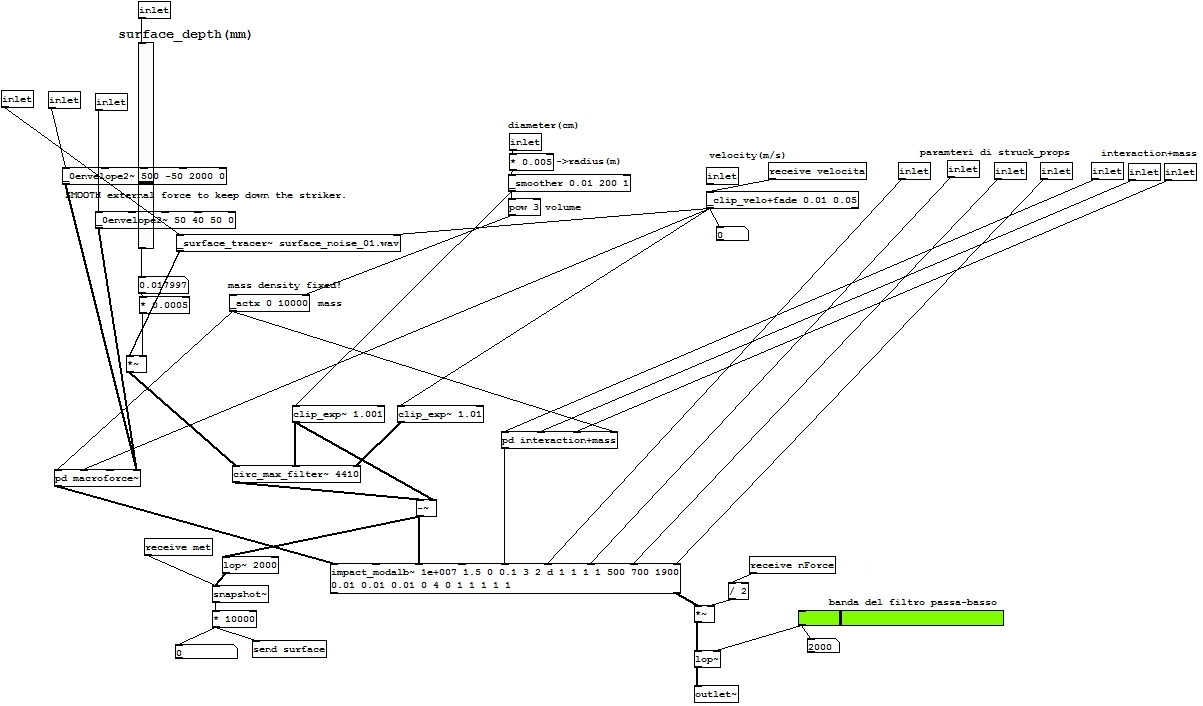 inlet
surface_depth(mm)
inlet
inlet
inlet
diameter(cm)
inlet
* 0.005
->radius(m)
velocity(m/s)
inlet
receive velocita
paramteri di struck_props
inlet
inlet
inlet
inlet
interaction+mass
inlet
inlet
inlet
_0envelope2~ 500 -50 2000 0
SMOOTH external force to keep down the striker.
smoother 0.01 200 1
clip_velo+fade 0.01 0.05
_0envelope2~ 50 40 50 0
pow 3
volume
0
surface_tracer~ surface_noise_01.wav
0.017997
mass density fixed!
* 0.0005
_actx 0 10000
mass
*~
clip_exp~ 1.001
clip_exp~ 1.01
pd interaction+mass
pd macroforce~
circ_max_filter~ 4410
-~
receive met
lop~ 2000
impact_modalb~ 1e+007 1.5 0 0.1 3 2 d 1 1 1 1 500 700 1900
0.01 0.01 0.01 0 4 0 1 1 1 1 1
receive nForce
snapshot~
/ 2
* 10000
*~
banda del filtro passa-basso
0
send surface
2000
lop~
outlet~